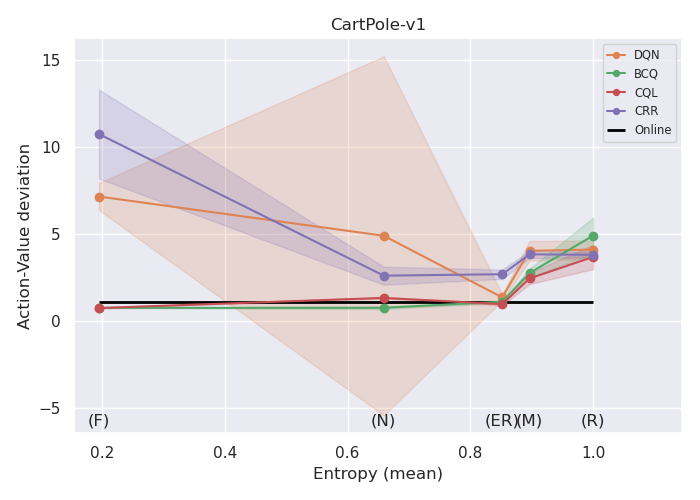 CartPole-v1
Action-Value deviation
15
10
5
0
−5
DQN
BCQ
CQL
CRR
Online
(F) (N) (ER) (M) (R)
0.2 0.4 0.6 0.8 1.0
Entropy (mean)